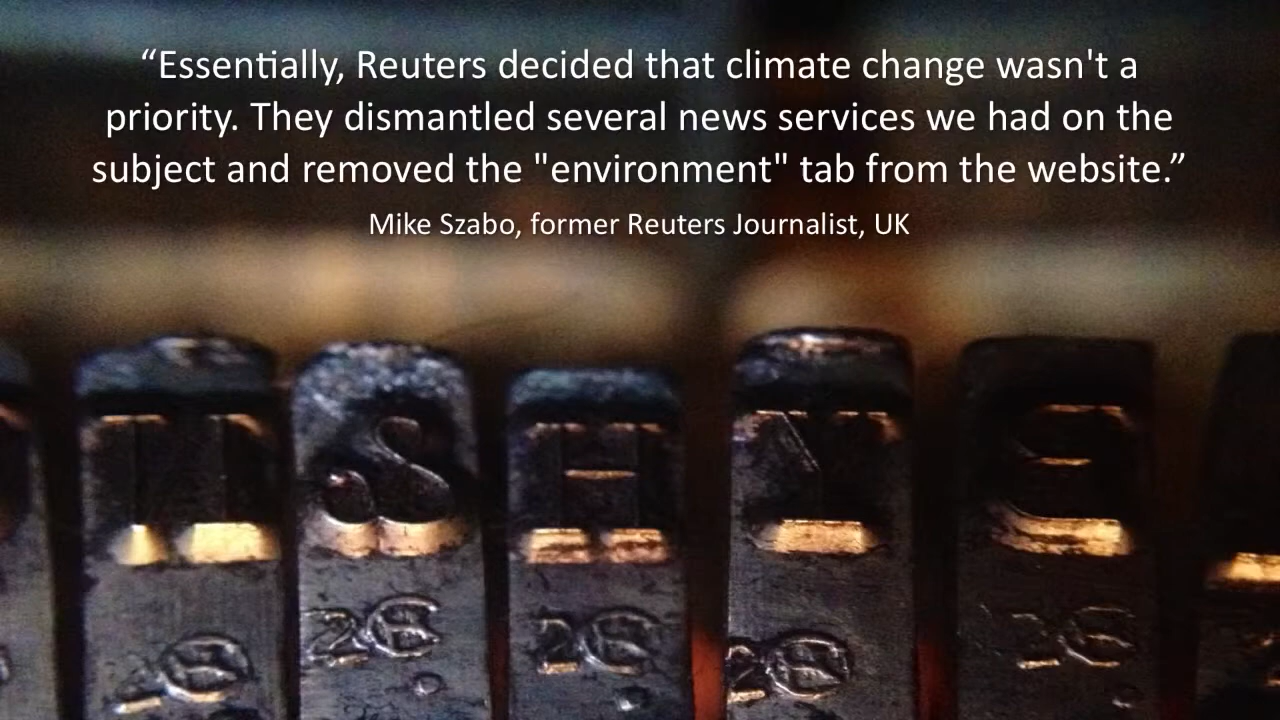 “Essentially, Reuters decided that climate change wasn't a
priority. They dismantled several news services we had on the
subject and removed the "environment" tab from the website.”
Mike Szabo, former Reuters Journalist, UK